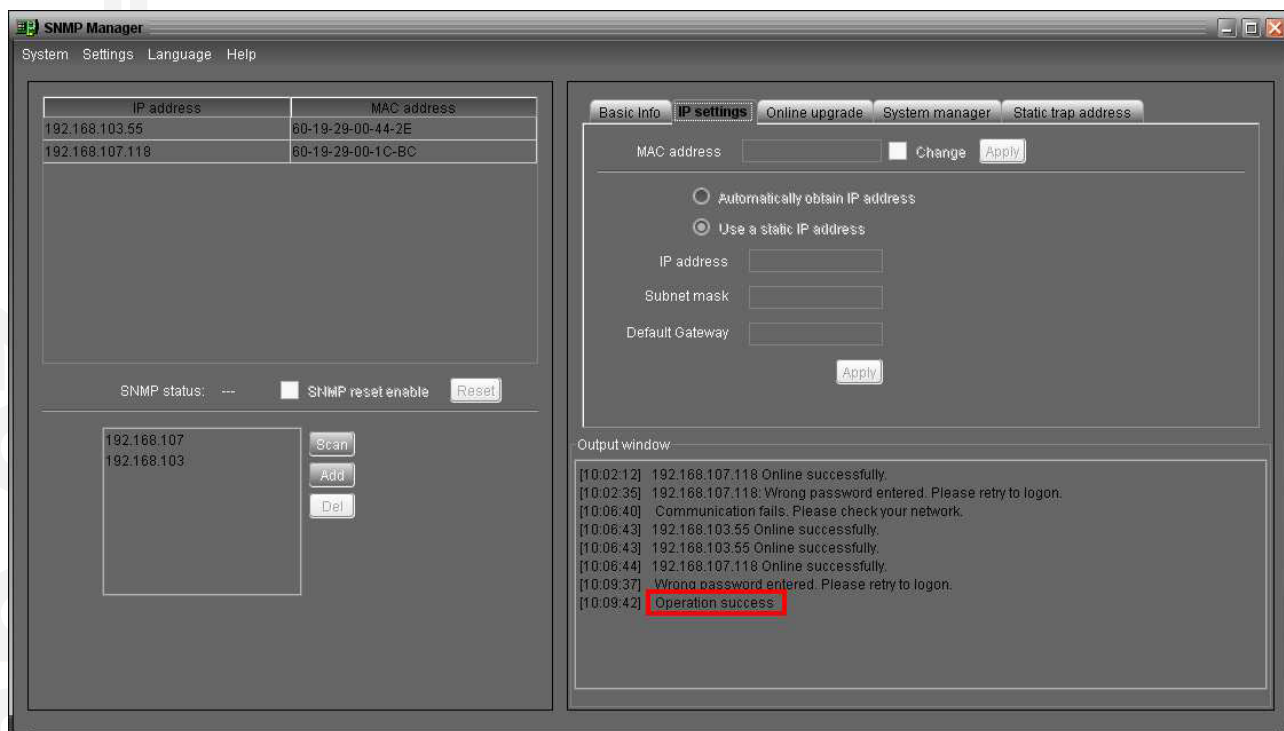 SNMP Manager
System Settings Language Help
IP address MAC address
192.168.103.55 60-19-29-00-44-2E
192.168.107.118 60-19-29-00-1C-BC
SNMP status: --- SNMP reset enable Reset
192.168.107
192.168.103
Scan
Add
Del
Basic Info IP settings Online upgrade System manager Static trap address
MAC address Change Apply
Automatically obtain IP address
Use a static IP address
IP address
Subnet mask
Default Gateway
Apply
Output window
[10:02:12] 192.168.107.118 Online successfully.
[10:02:35] 192.168.107.118: Wrong password entered. Please retry to logon.
[10:06:40] Communication fails. Please check your network.
[10:06:43] 192.168.103.55 Online successfully.
[10:06:43] 192.168.103.55 Online successfully.
[10:06:44] 192.168.107.118 Online successfully.
[10:09:37] Wrong password entered. Please retry to logon.
[10:09:42] Operation success